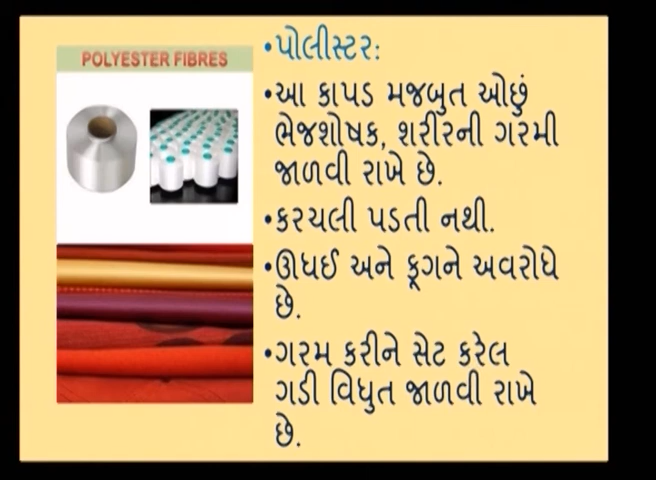 POLYESTER FIBRES
•પોલીસ્ટર:
•આ કાપડ મજબુત ઓછું
ભેજશોષક, શરીરની ગરમી
જાળવી રાખે છે.
•કરચલી પડતી નથી.
•ઊધઈ અને ફૂગને અવરોધે
છે.
•ગરમ કરીને સેટ કરેલ
ગડી વિધુત જાળવી રાખે
છે.